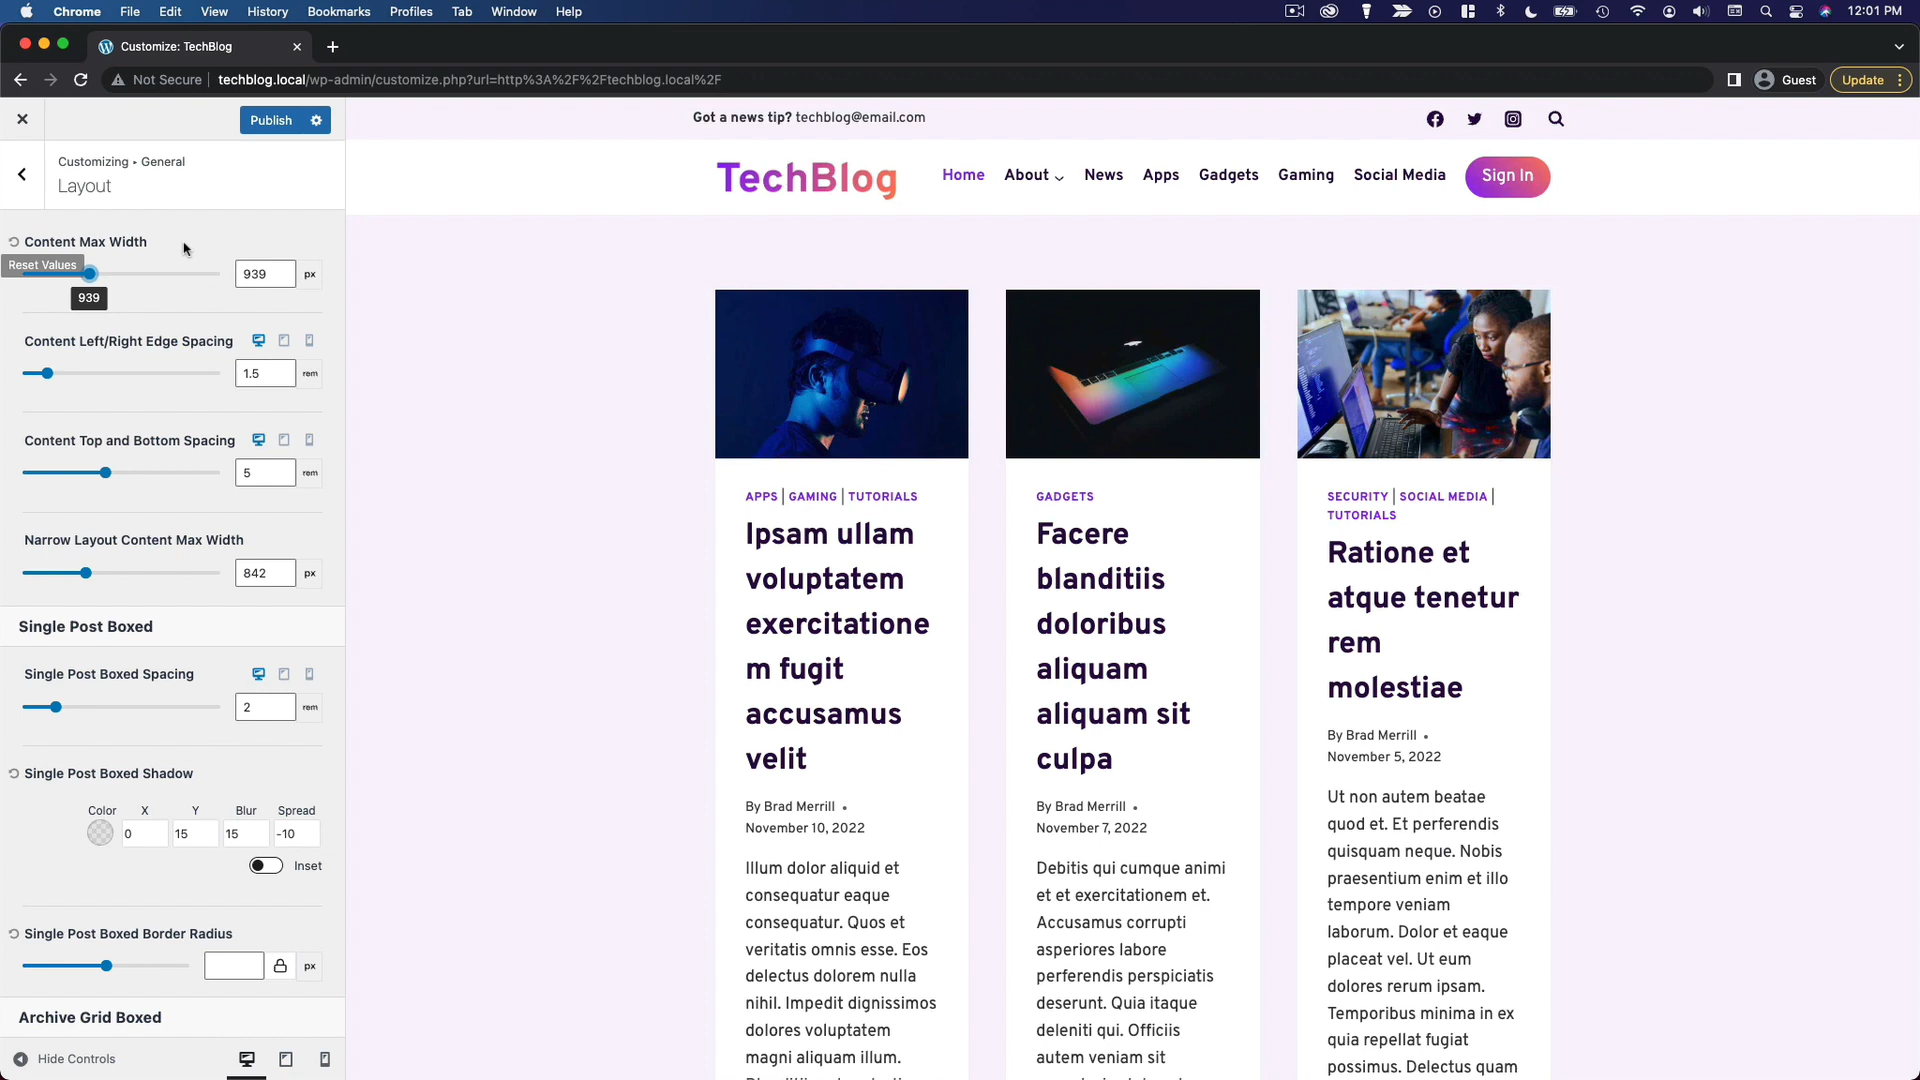 Chrome File Edit View History Bookmarks Profiles Tab Window Help 12:01 PM
Customize: TechBlog
Not Secure | techblog.local/wp-admin/customize.php?url=http%3A%2F%2Ftechblog.local%2F Guest Update
Publish
Customizing ▸ General
Layout
Content Max Width
Reset Values
939 px
939
Content Left/Right Edge Spacing
1.5 rem
Content Top and Bottom Spacing
5 rem
Narrow Layout Content Max Width
842 px
Single Post Boxed
Single Post Boxed Spacing
2 rem
Single Post Boxed Shadow
Color X Y Blur Spread
0 15 15 -10
Inset
Single Post Boxed Border Radius
px
Archive Grid Boxed
Hide Controls
Got a news tip? techblog@email.com
TechBlog Home About News Apps Gadgets Gaming Social Media Sign In
APPS | GAMING | TUTORIALS
Ipsam ullam
voluptatem
exercitatione
m fugit
accusamus
velit
By Brad Merrill •
November 10, 2022
Illum dolor aliquid et
consequatur eaque
consequatur. Quos et
veritatis omnis esse. Eos
delectus dolorem nulla
nihil. Impedit dignissimos
dolores voluptatem
magni aliquam illum.
GADGETS
Facere
blanditiis
doloribus
aliquam
aliquam sit
culpa
By Brad Merrill •
November 7, 2022
Debitis qui cumque animi
et et exercitationem et.
Accusamus corrupti
asperiores labore
perferendis perspiciatis
deserunt. Quia itaque
deleniti qui. Officiis
autem veniam sit
SECURITY | SOCIAL MEDIA |
TUTORIALS
Ratione et
atque tenetur
rem
molestiae
By Brad Merrill •
November 5, 2022
Ut non autem beatae
quod et. Et perferendis
quisquam neque. Nobis
praesentium enim et illo
tempore veniam
laborum. Dolor et eaque
placeat vel. Ut eum
dolores rerum ipsam.
Temporibus minima in ex
quia repellat fugiat
possimus. Delectus quam